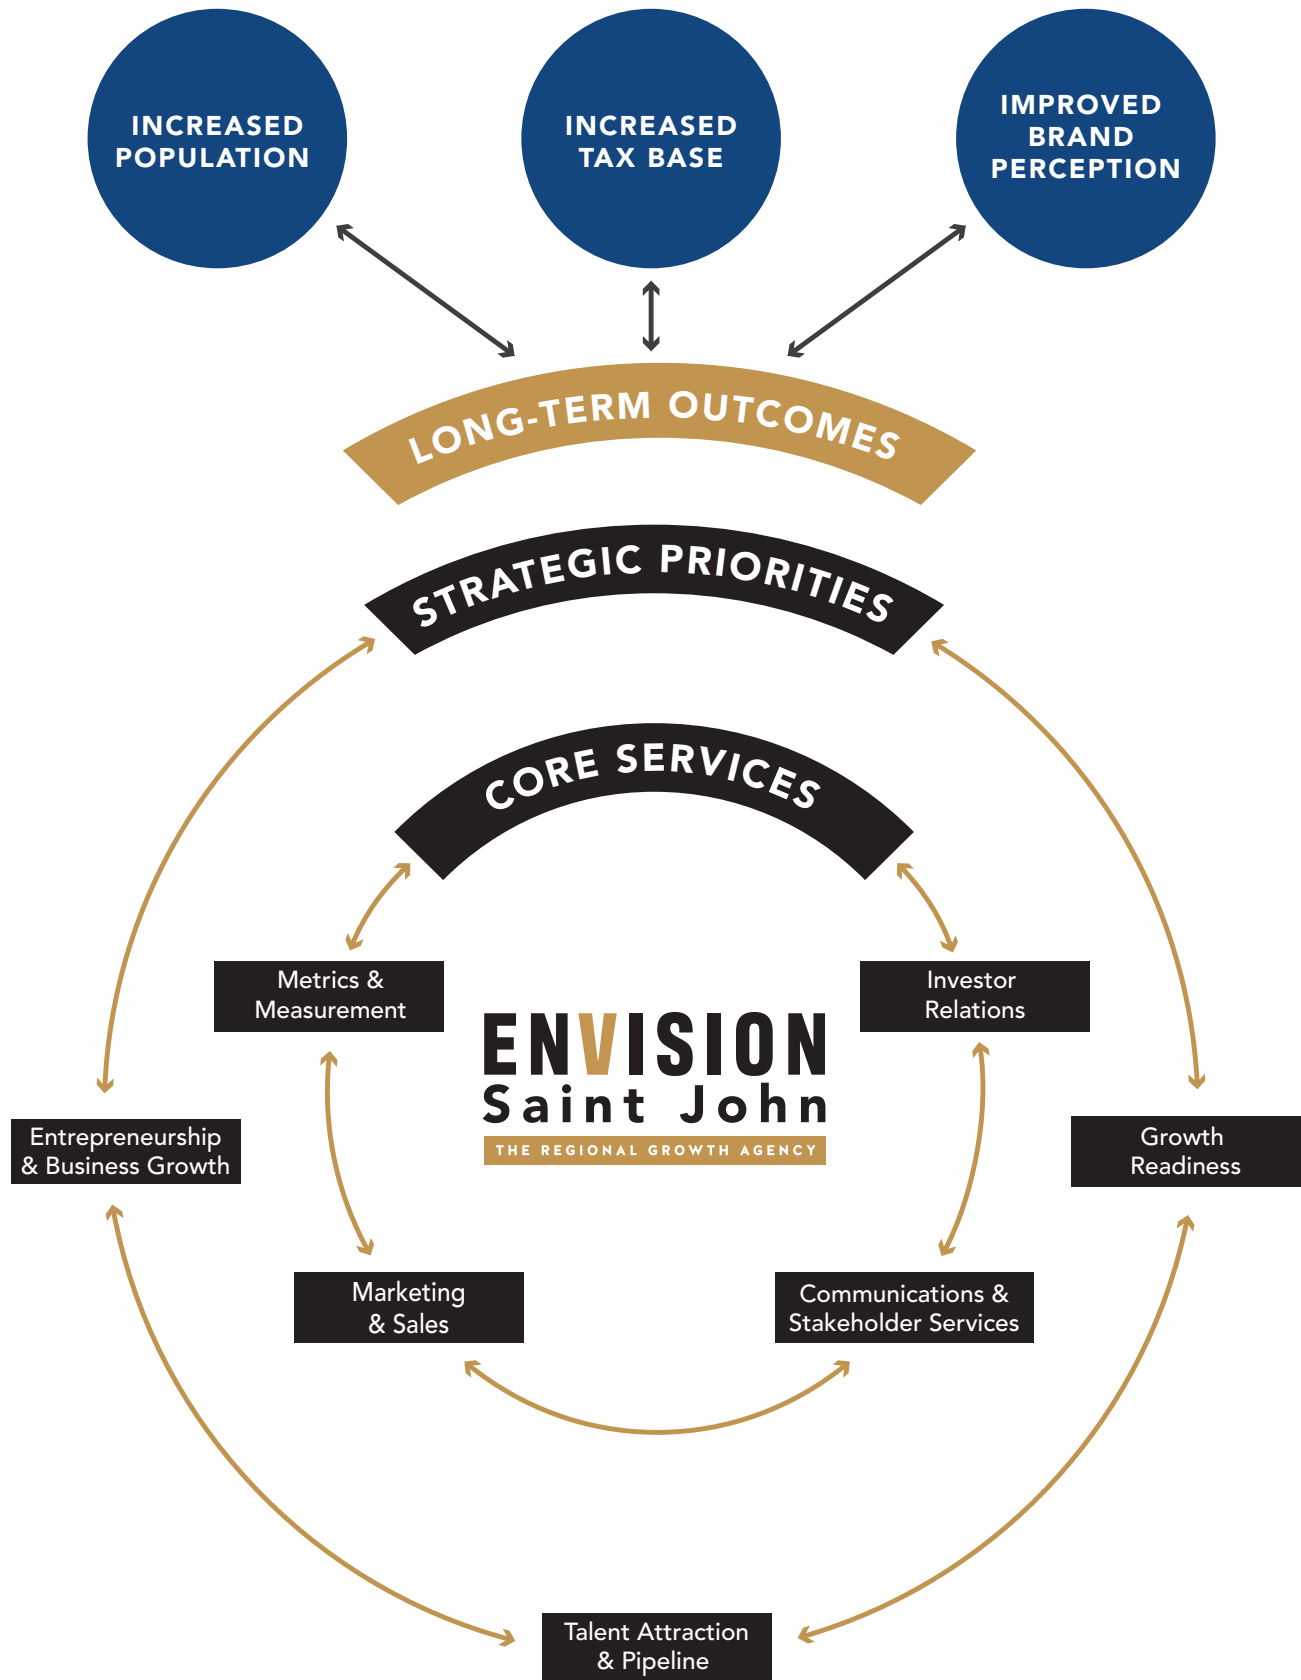 INCREASED
POPULATION
INCREASED
TAX BASE
IMPROVED
BRAND
PERCEPTION
LONG-TERM OUTCOMES
STRATEGIC PRIORITIES
CORE SERVICES
Metrics &
Measurement
Investor
Relations
ENVISION
Saint John
THE REGIONAL GROWTH AGENCY
Entrepreneurship
& Business Growth
Growth
Readiness
Marketing
& Sales
Communications &
Stakeholder Services
Talent Attraction
& Pipeline